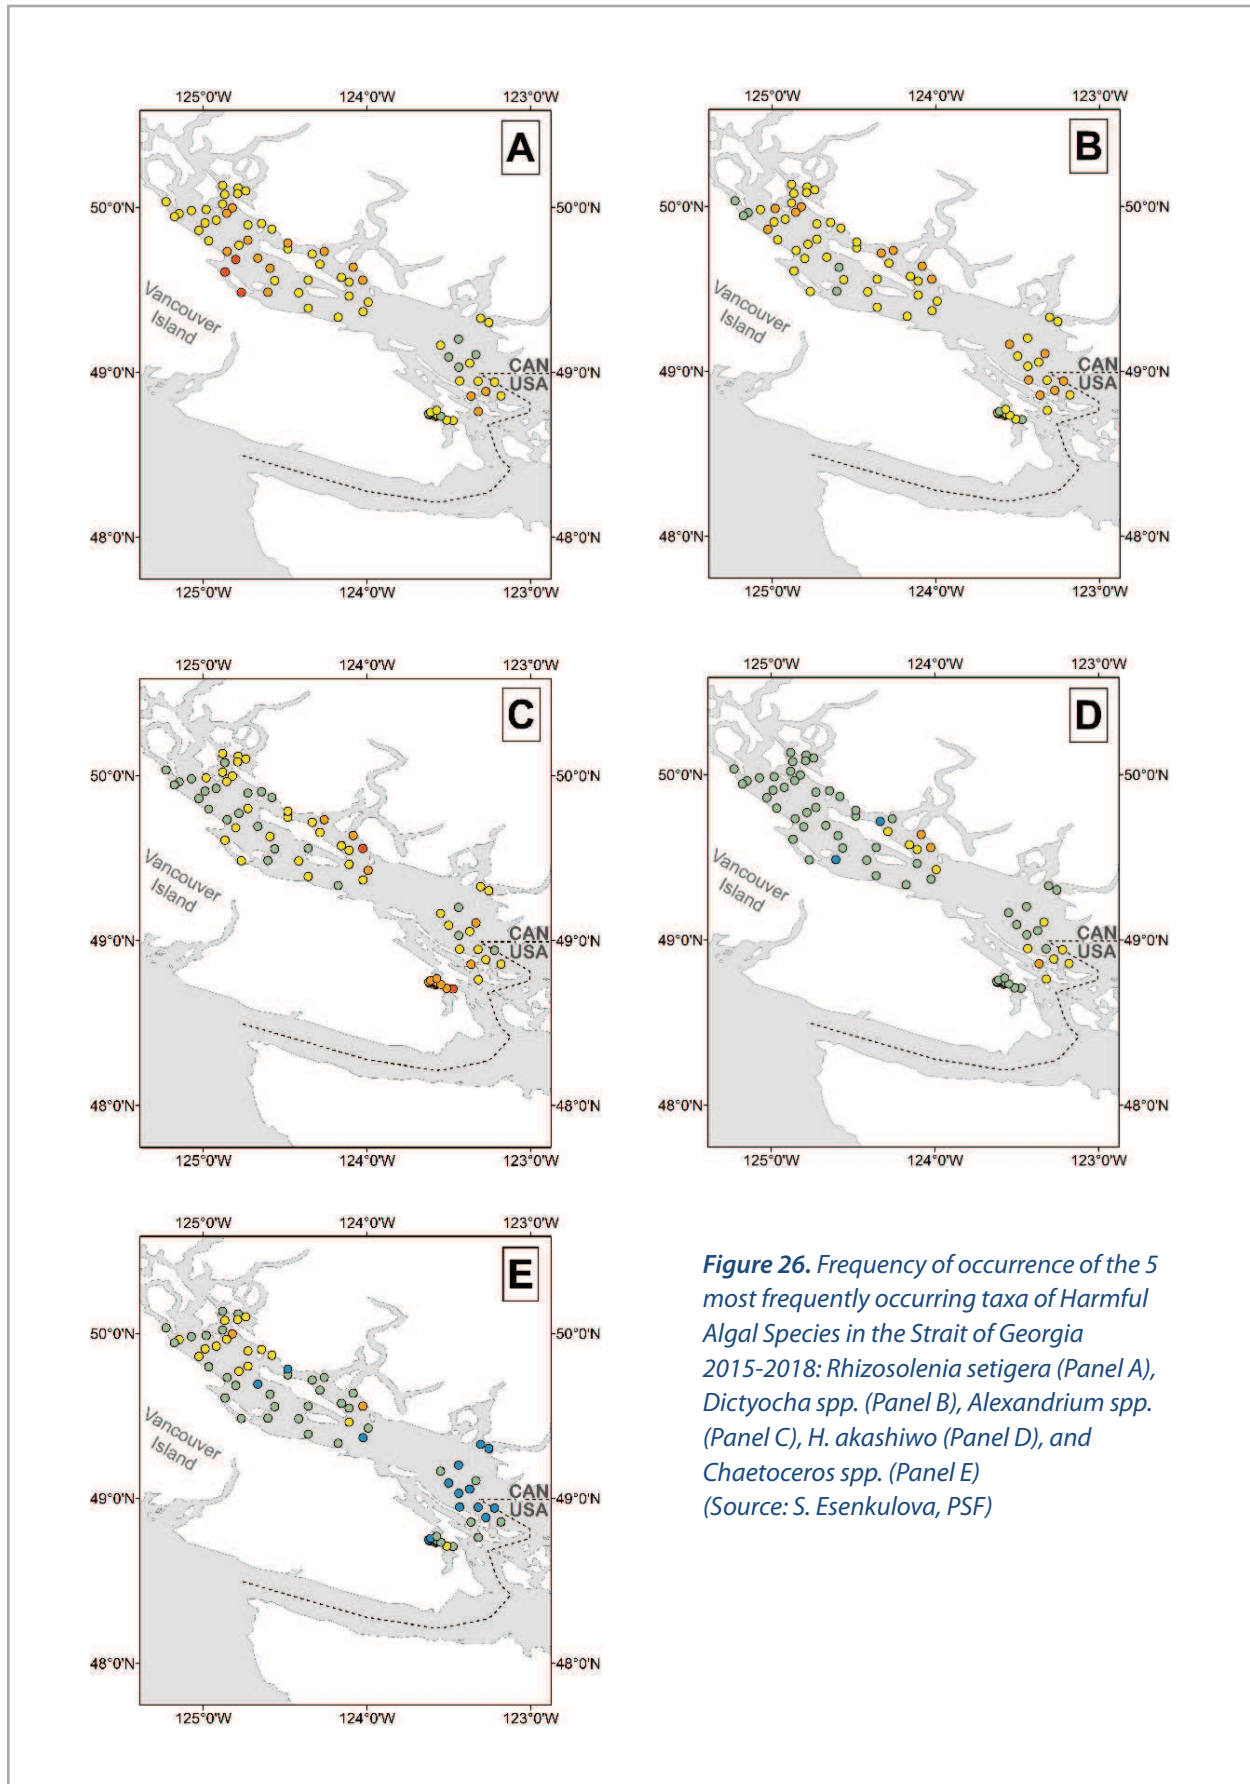 125°0'W 124°0'W 123°0'W
A
50°0'N 50°0'N
Vancouver
Island
CAN
49°0'N 49°0'N
USA
48°0'N 48°0'N
125°0'W 124°0'W 123°0'W
125°0'W 124°0'W 123°0'W
B
50°0'N 50°0'N
Vancouver
Island
CAN
49°0'N 49°0'N
USA
48°0'N 48°0'N
125°0'W 124°0'W 123°0'W
125°0'W 124°0'W 123°0'W
C
50°0'N 50°0'N
Vancouver
Island
CAN
49°0'N 49°0'N
USA
48°0'N 48°0'N
125°0'W 124°0'W 123°0'W
125°0'W 124°0'W 123°0'W
D
50°0'N 50°0'N
Vancouver
Island
CAN
49°0'N 49°0'N
USA
48°0'N 48°0'N
125°0'W 124°0'W 123°0'W
125°0'W 124°0'W 123°0'W
E
50°0'N 50°0'N
Vancouver
Island
CAN
49°0'N 49°0'N
USA
48°0'N 48°0'N
125°0'W 124°0'W 123°0'W
Figure 26. Frequency of occurrence of the 5
most frequently occurring taxa of Harmful
Algal Species in the Strait of Georgia
2015-2018: Rhizosolenia setigera (Panel A),
Dictyocha spp. (Panel B), Alexandrium spp.
(Panel C), H. akashiwo (Panel D), and
Chaetoceros spp. (Panel E)
(Source: S. Esenkulova, PSF)